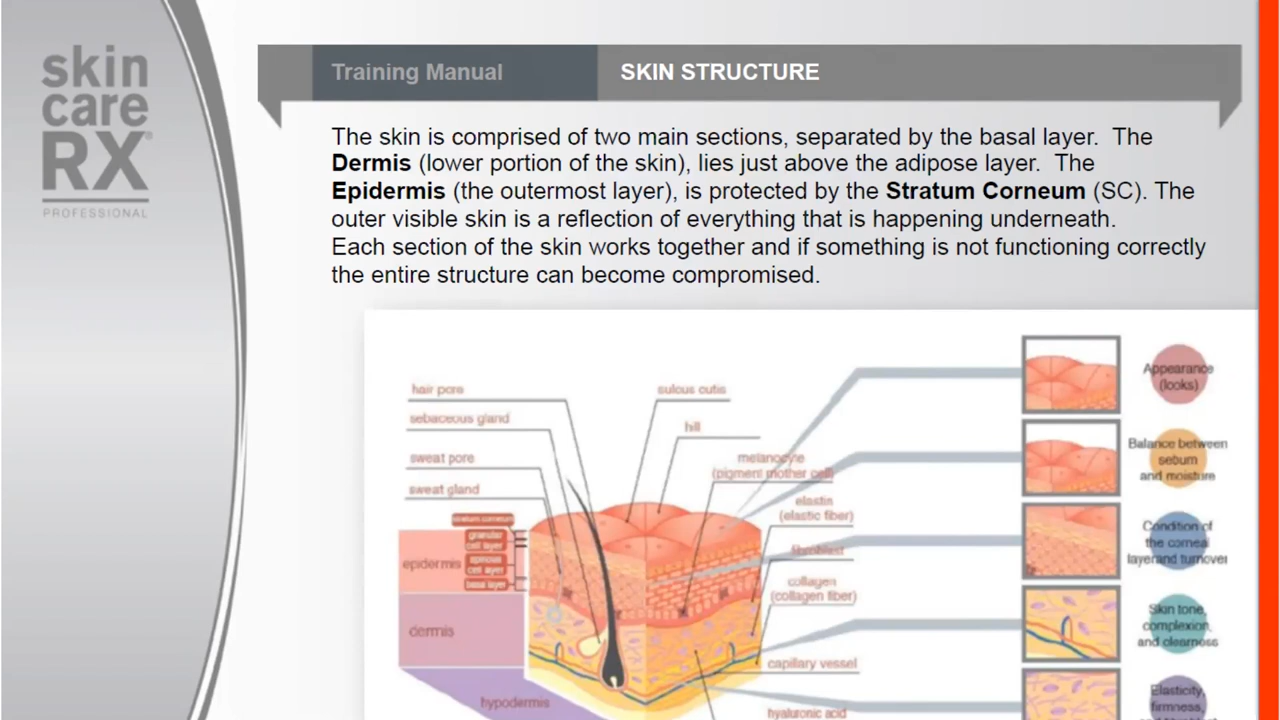 skin
care
RX®
PROFESSIONAL
Training Manual
SKIN STRUCTURE
The skin is comprised of two main sections, separated by the basal layer. The
Dermis (lower portion of the skin), lies just above the adipose layer. The
Epidermis (the outermost layer), is protected by the Stratum Corneum (SC). The
outer visible skin is a reflection of everything that is happening underneath.
Each section of the skin works together and if something is not functioning correctly
the entire structure can become compromised.
hair pore
sebaceous gland
sweat pore
sweat gland
stratum corneum
granular
cell layer
spinous
cell layer
basal layer
epidermis
dermis
hypodermis
sulcus cutis
hill
melanocyte
(pigment mother cell)
elastin
(elastic fiber)
fibroblast
collagen
(collagen fiber)
capillary vessel
hyaluronic acid
Appearance
(looks)
Balance between
sebum
and moisture
Condition of
the corneal
layer and turnover
Skin tone,
complexion,
and clearness
Elasticity,
firmness,